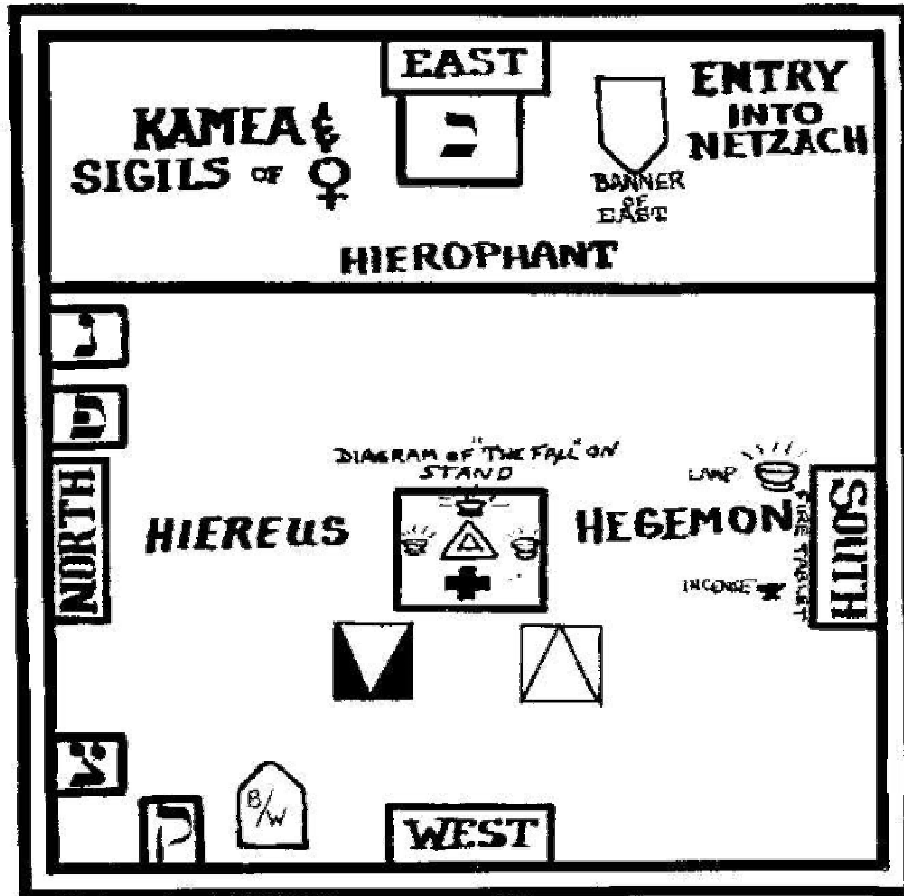 EAST
כ
KAMEA &
SIGILS OF ♀
BANNER
OF
EAST
ENTRY
INTO
NETZACH
HIEROPHANT
ש
NORTH
HIEREUS
DIAGRAM OF "THE FALL" ON
STAND
HEGEMON
LAMP
INCENSE
FIRE TABLET
SOUTH
ק
B/W
WEST